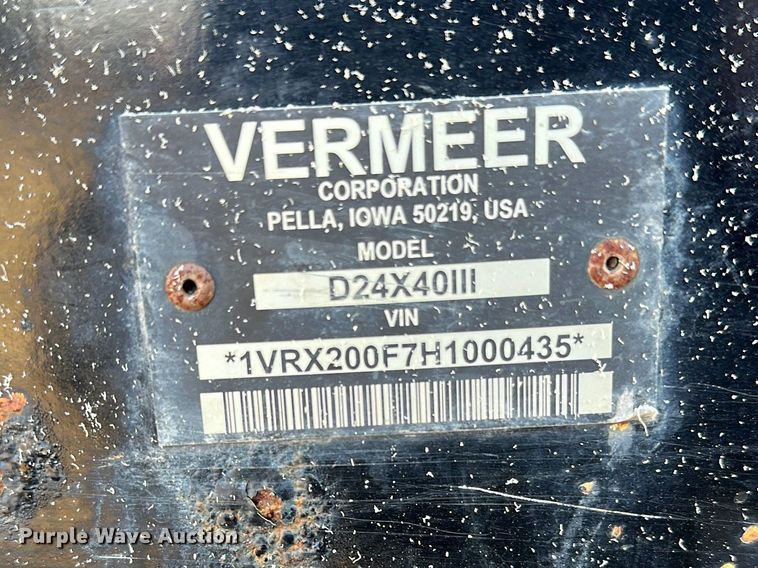 VERMEER
CORPORATION
PELLA, IOWA 50219, USA
MODEL
D24X40III
VIN
*1VRX200F7H1000435*
Purple Wave Auction